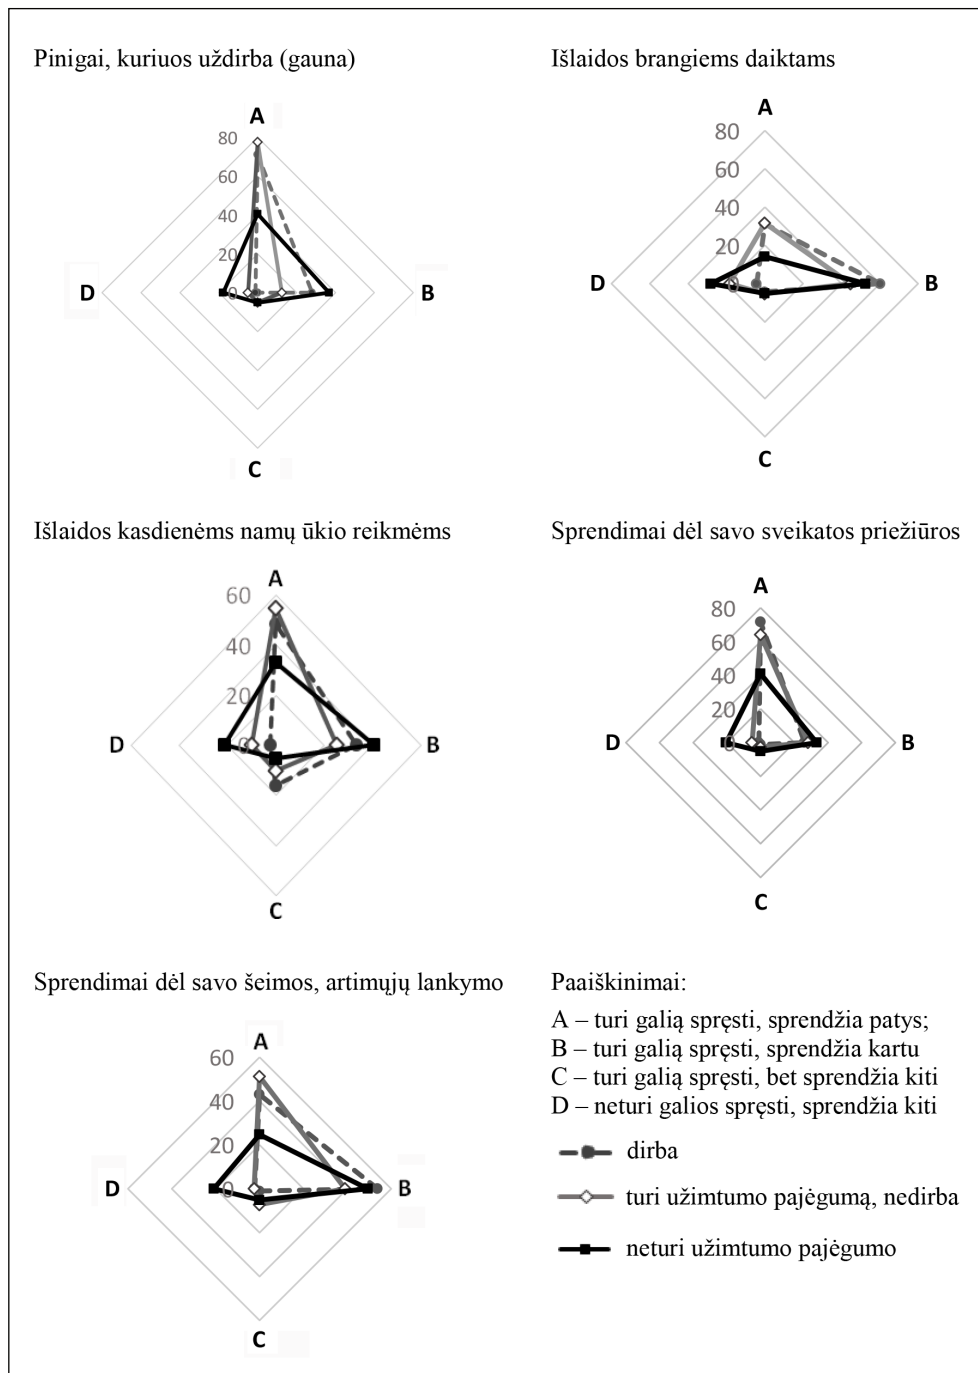 Pinigai, kuriuos uždirba (gauna)
A
80
60
40
20
0
D
B
C
Išlaidos brangiems daiktams
A
80
60
40
20
0
D
B
C
Išlaidos kasdienėms namų ūkio reikmėms
A
60
40
20
0
D
B
C
Sprendimai dėl savo sveikatos priežiūros
A
80
60
40
20
0
D
B
C
Sprendimai dėl savo šeimos, artimųjų lankymo
A
60
40
20
0
D
B
C
Paaiškinimai:
A – turi galią spręsti, sprendžia patys;
B – turi galią spręsti, sprendžia kartu
C – turi galią spręsti, bet sprendžia kiti
D – neturi galios spręsti, sprendžia kiti
dirba
turi užimtumo pajėgumą, nedirba
neturi užimtumo pajėgumo